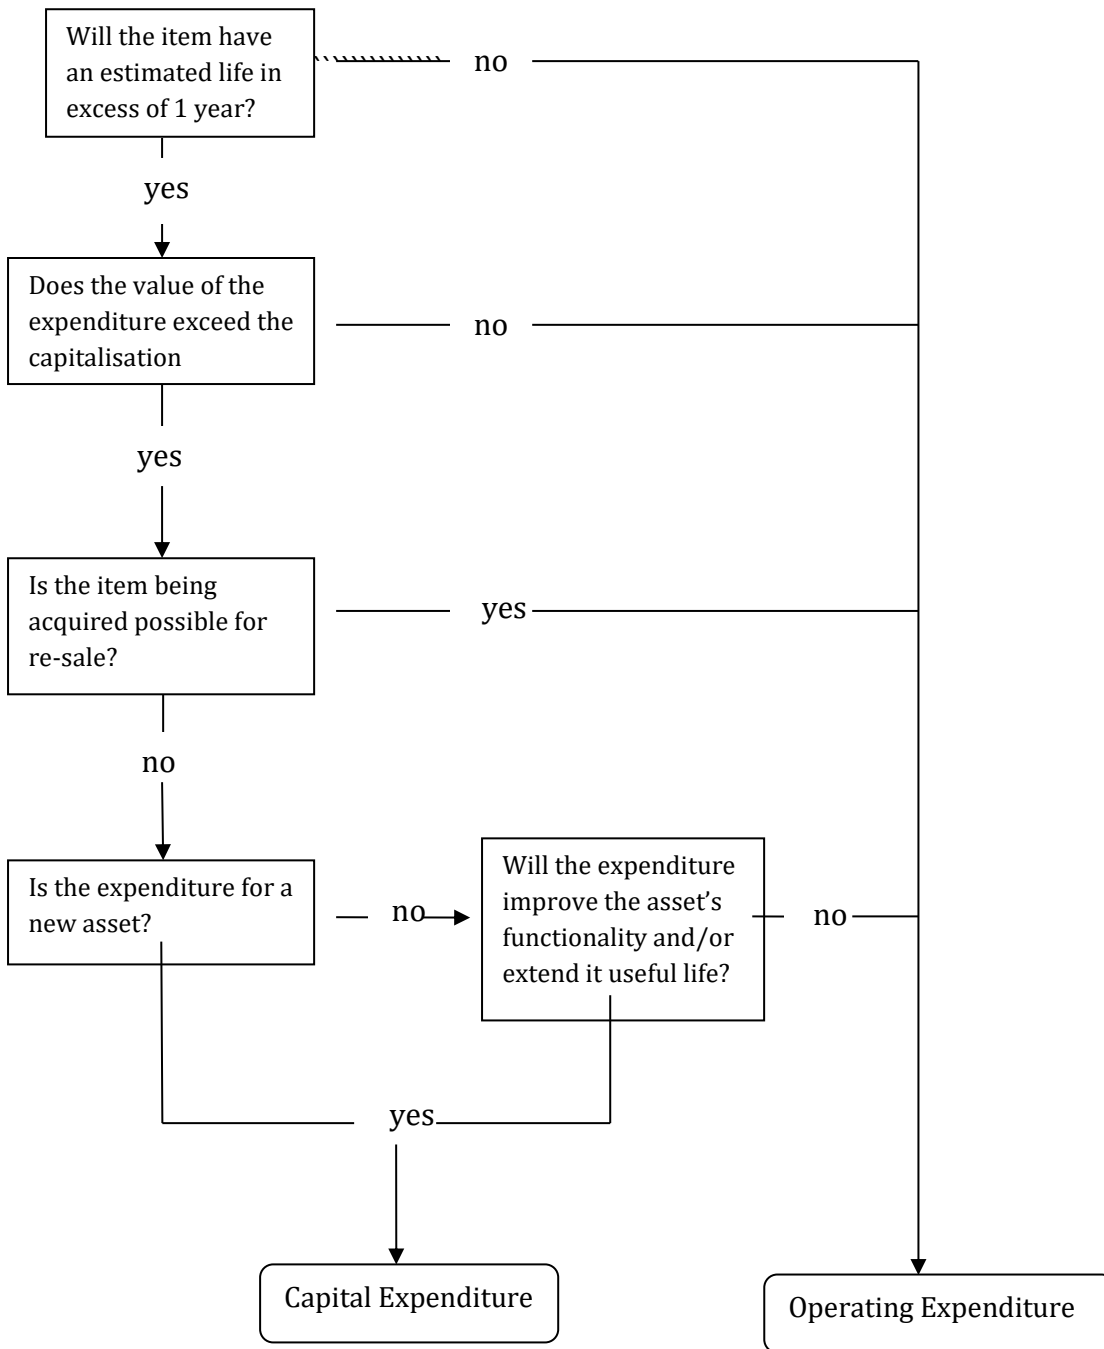 Will the item have
an estimated life in
excess of 1 year?
no
yes
Does the value of the
expenditure exceed the
capitalisation
no
yes
Is the item being
acquired possible for
re-sale?
yes
no
Is the expenditure for a
new asset?
no
Will the expenditure
improve the asset’s
functionality and/or
extend it useful life?
no
yes
Capital Expenditure
Operating Expenditure